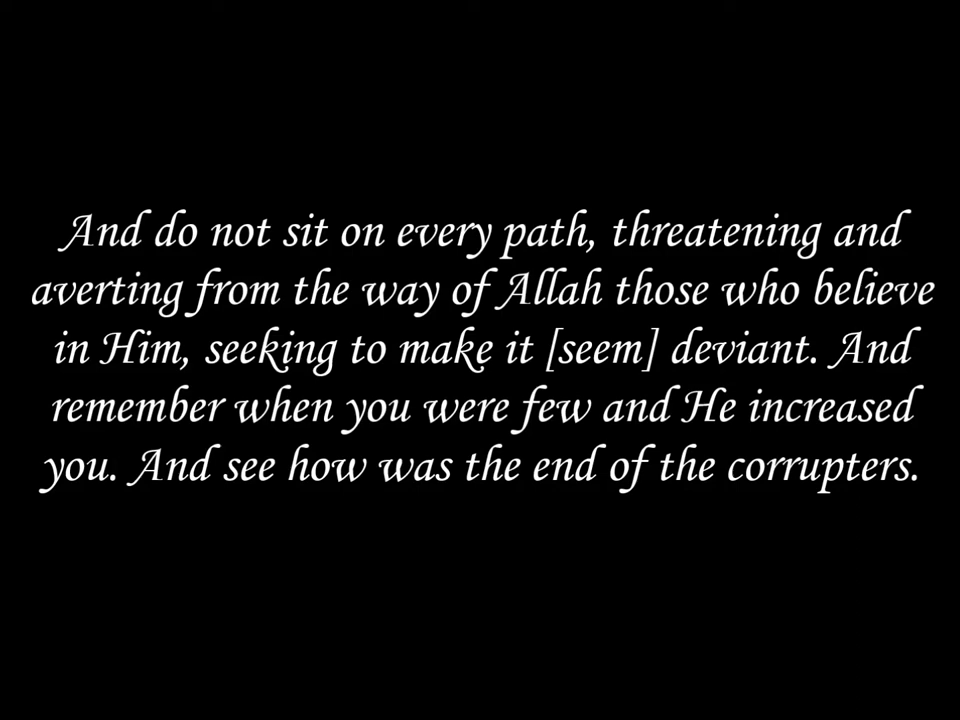 And do not sit on every path, threatening and
averting from the way of Allah those who believe
in Him, seeking to make it [seem] deviant. And
remember when you were few and He increased
you. And see how was the end of the corrupters.